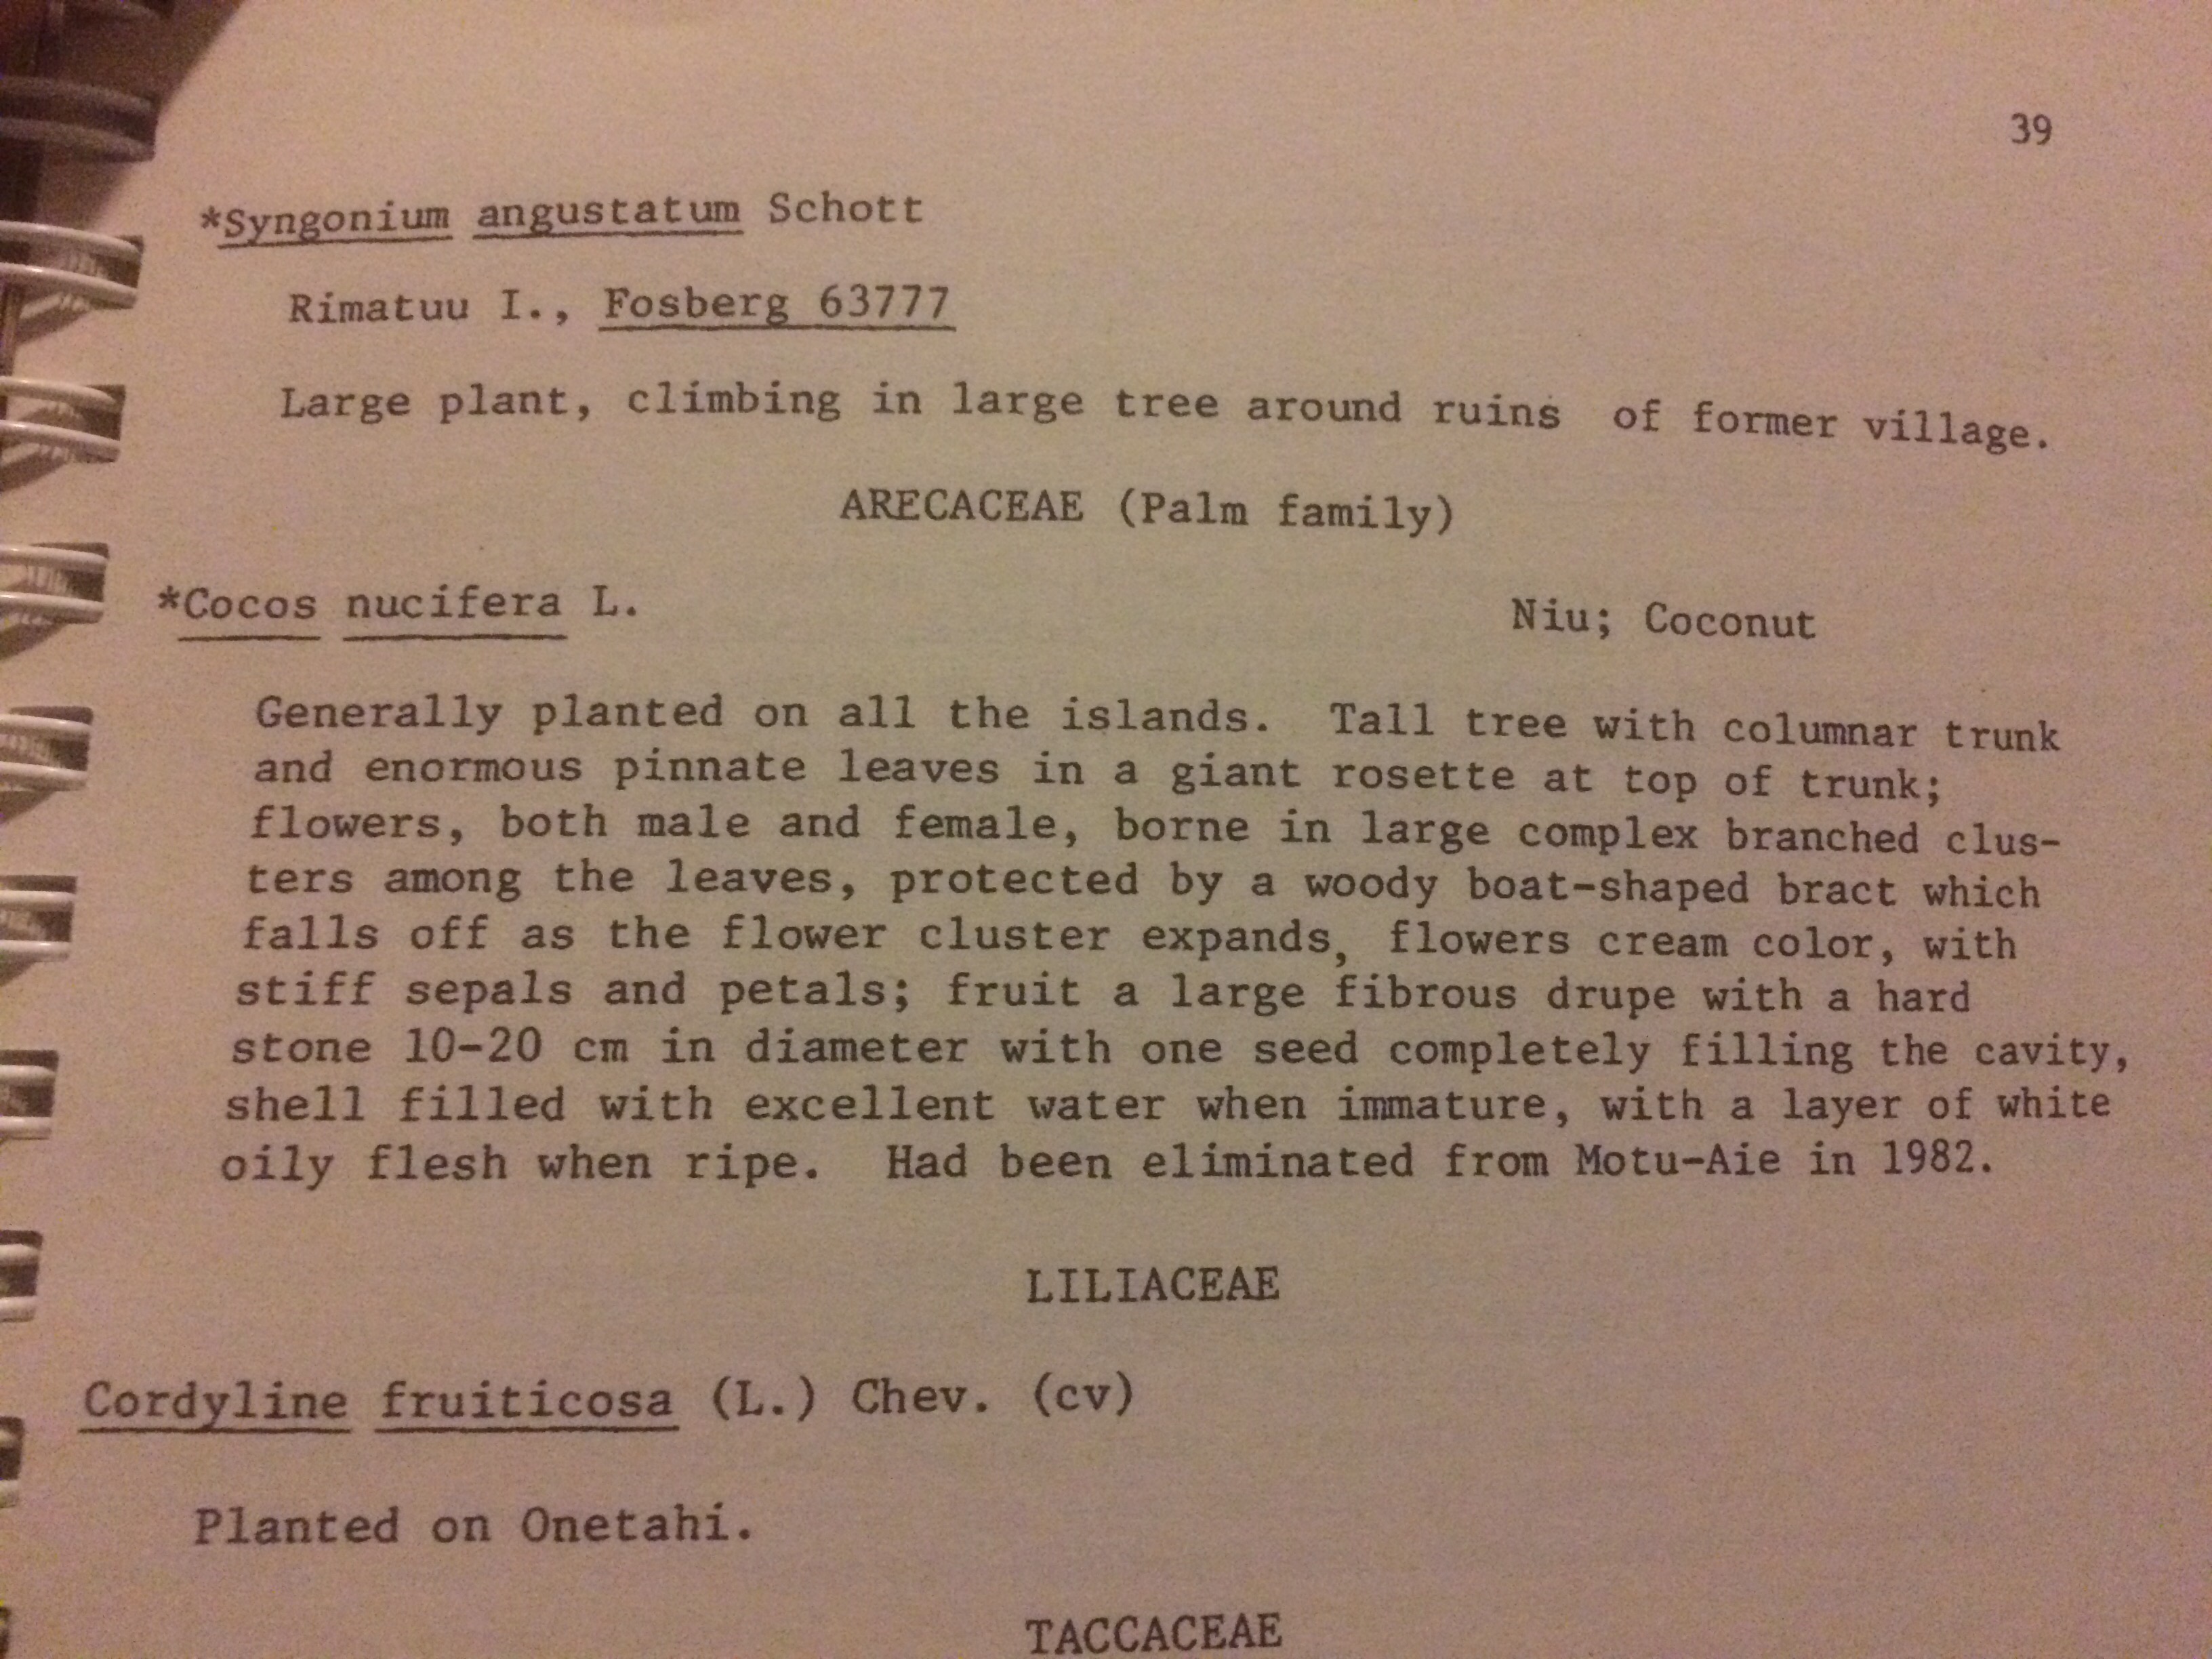 39
*Syngonium angustatum Schott
Rimatuu I., Fosberg 63777
Large plant, climbing in large tree around ruins of former village.
ARECACEAE (Palm family)
*Cocos nucifera L. Niu; Coconut
Generally planted on all the islands. Tall tree with columnar trunk
and enormous pinnate leaves in a giant rosette at top of trunk;
flowers, both male and female, borne in large complex branched clus-
ters among the leaves, protected by a woody boat-shaped bract which
falls off as the flower cluster expands, flowers cream color, with
stiff sepals and petals; fruit a large fibrous drupe with a hard
stone 10-20 cm in diameter with one seed completely filling the cavity,
shell filled with excellent water when immature, with a layer of white
oily flesh when ripe. Had been eliminated from Motu-Aie in 1982.
LILIACEAE
Cordyline fruiticosa (L.) Chev. (cv)
Planted on Onetahi.
TACCACEAE